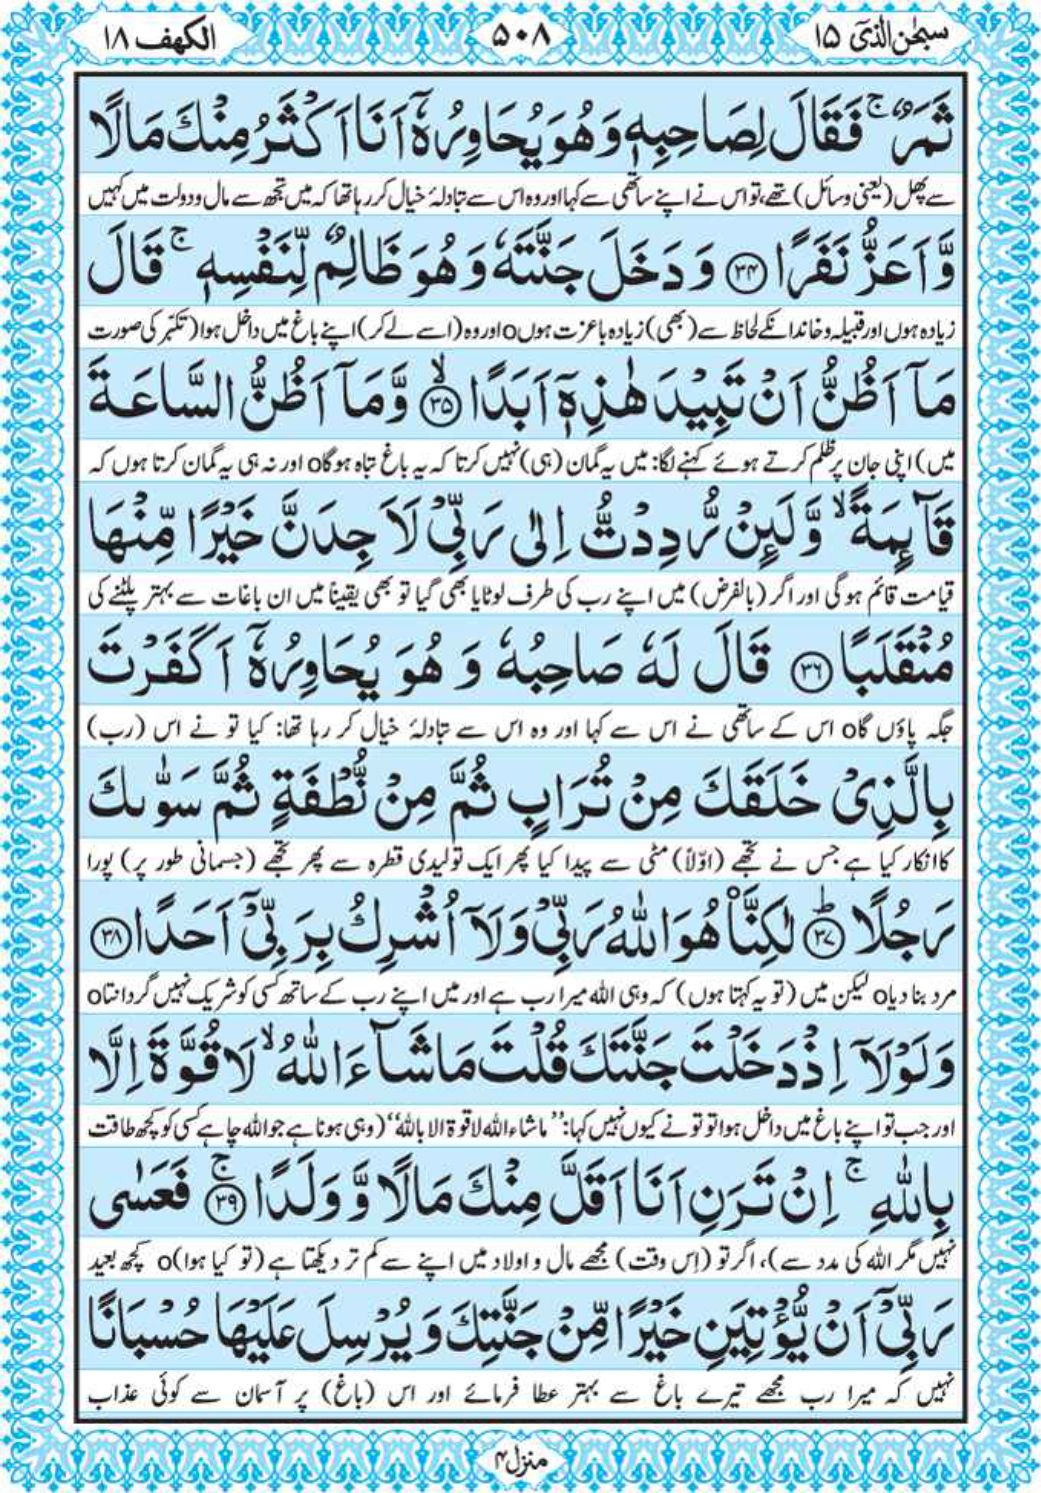 سبحٰن الذیٓ ۱۵
۵۰۸
الکهف ۱۸
ثَمَرٌ ۚ فَقَالَ لِصَاحِبِهٖ وَهُوَ يُحَاوِرُهٗٓ اَنَا اَكْثَرُ مِنْكَ مَالًا
سے پھل (یعنی وسائل) تھے، تو اس نے اپنے ساتھی سے کہا اور وہ اس سے تبادلۂ خیال کر رہا تھا کہ میں تجھ سے مال و دولت میں کہیں
وَّاَعَزُّ نَفَرًا ۝۳۴ وَدَخَلَ جَنَّتَهٗ وَهُوَ ظَالِمٌ لِّنَفْسِهٖ ۚ قَالَ
زیادہ ہوں اور قبیلہ و خاندان کے لحاظ سے (بھی) زیادہ باعزت ہوںo اور وہ (اسے لے کر) اپنے باغ میں داخل ہوا (تکبّر کی صورت
مَآ اَظُنُّ اَنْ تَبِيْدَ هٰذِهٖٓ اَبَدًا ۝۳۵ۙ وَّمَآ اَظُنُّ السَّاعَةَ
میں) اپنی جان پر ظلم کرتے ہوئے کہنے لگا: میں یہ گمان (ہی) نہیں کرتا کہ یہ باغ تباہ ہوگاo اور نہ ہی یہ گمان کرتا ہوں کہ
قَآئِمَةً ۙ وَّلَئِنْ رُّدِدْتُّ اِلٰى رَبِّيْ لَاَجِدَنَّ خَيْرًا مِّنْهَا
قیامت قائم ہوگی اور اگر (بالفرض) میں اپنے رب کی طرف لوٹایا بھی گیا تو بھی یقیناً میں ان باغات سے بہتر پلٹنے کی
مُنْقَلَبًا ۝۳۶ قَالَ لَهٗ صَاحِبُهٗ وَ هُوَ يُحَاوِرُهٗٓ اَكَفَرْتَ
جگہ پاؤں گاo اس کے ساتھی نے اس سے کہا اور وہ اس سے تبادلۂ خیال کر رہا تھا: کیا تو نے اس (رب)
بِالَّذِيْ خَلَقَكَ مِنْ تُرَابٍ ثُمَّ مِنْ نُّطْفَةٍ ثُمَّ سَوّٰىكَ
کا انکار کیا ہے جس نے تجھے (اوّلاً) مٹی سے پیدا کیا پھر ایک تولیدی قطرہ سے پھر تجھے (جسمانی طور پر) پورا
رَجُلًا ؕ۝۳۷ لٰكِنَّا۠ هُوَ اللّٰهُ رَبِّيْ وَلَآ اُشْرِكُ بِرَبِّيْٓ اَحَدًا ۝۳۸
مرد بنا دیاo لیکن میں (تو یہ کہتا ہوں) کہ وہی اللہ میرا رب ہے اور میں اپنے رب کے ساتھ کسی کو شریک نہیں گردانتاo
وَلَوْلَآ اِذْ دَخَلْتَ جَنَّتَكَ قُلْتَ مَا شَآءَ اللّٰهُ ۙ لَا قُوَّةَ اِلَّا
اور جب تو اپنے باغ میں داخل ہوا تو تو نے کیوں نہیں کہا: ’’ماشاءاللہ لا قوۃ الا باللہ‘‘ (وہی ہونا ہے جو اللہ چاہے کسی کو کچھ طاقت
بِاللّٰهِ ۚ اِنْ تَرَنِ اَنَا اَقَلَّ مِنْكَ مَالًا وَّ وَلَدًا ۚ۝۳۹ فَعَسٰى
نہیں مگر اللہ کی مدد سے)، اگر تو (اِس وقت) مجھے مال و اولاد میں اپنے سے کم تر دیکھتا ہے (تو کیا ہوا)o کچھ بعید
رَبِّيْٓ اَنْ يُّؤْتِيَنِ خَيْرًا مِّنْ جَنَّتِكَ وَ يُرْسِلَ عَلَيْهَا حُسْبَانًا
نہیں کہ میرا رب مجھے تیرے باغ سے بہتر عطا فرمائے اور اس (باغ) پر آسمان سے کوئی عذاب
منزل ۴